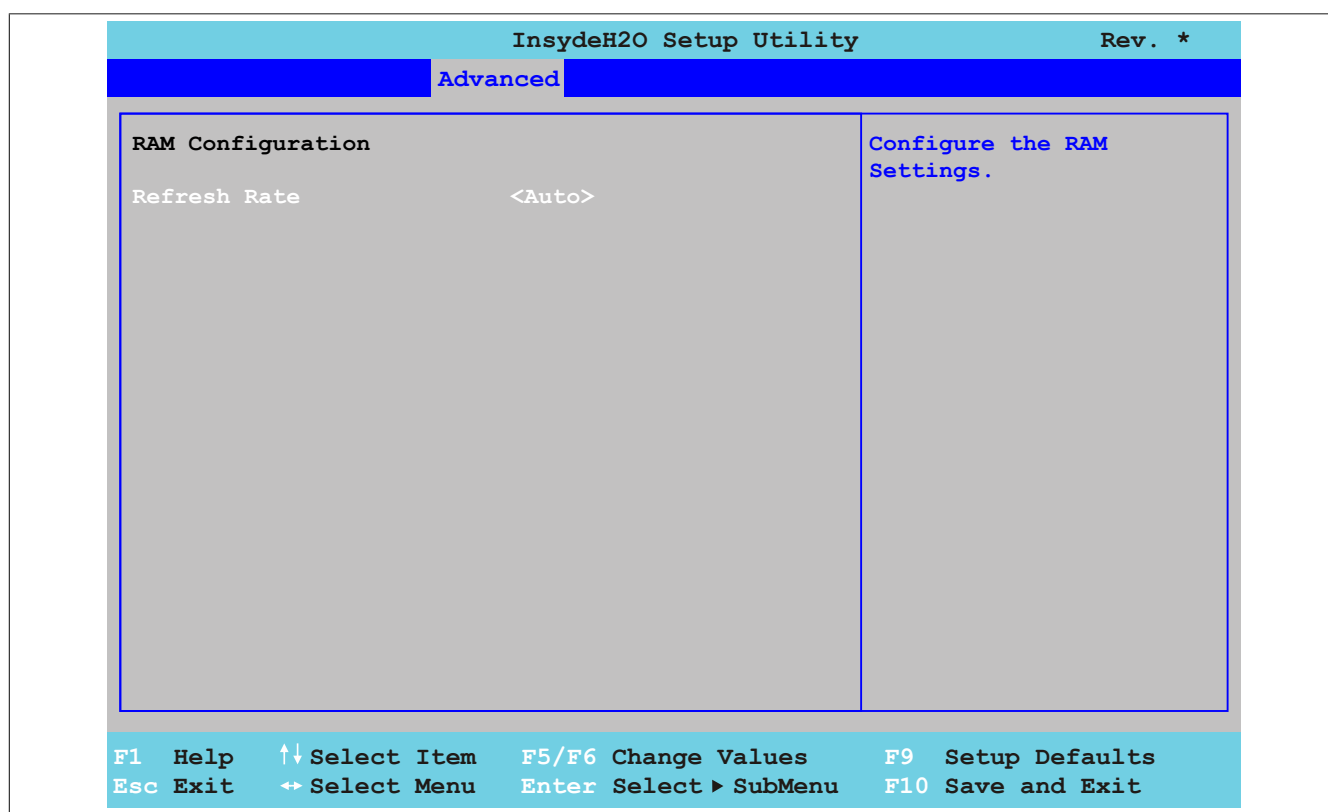 InsydeH2O Setup Utility Rev. *
Advanced
RAM Configuration
Configure the RAM
Settings.
Refresh Rate <Auto>
F1 Help ↑↓ Select Item F5/F6 Change Values F9 Setup Defaults
Esc Exit ↔ Select Menu Enter Select ▶ SubMenu F10 Save and Exit